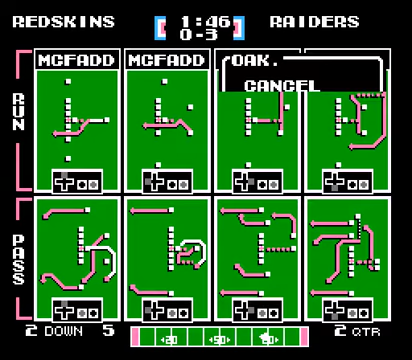 REDSKINS 1:46 RAIDERS
0-3
MCFADD MCFADD OAK.
CANCEL
RUN
PASS
2 DOWN 5 2 QTR
20 50 20